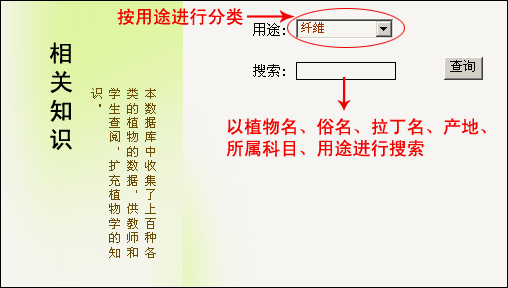 按用途进行分类
用途:
纤维
搜索:
查询
以植物名、俗名、拉丁名、产地、
所属科目、用途进行搜索
相关知识
本数据库中收集了上百种各
类的植物的数据，供教师和
学生查阅，扩充植物学的知
识。